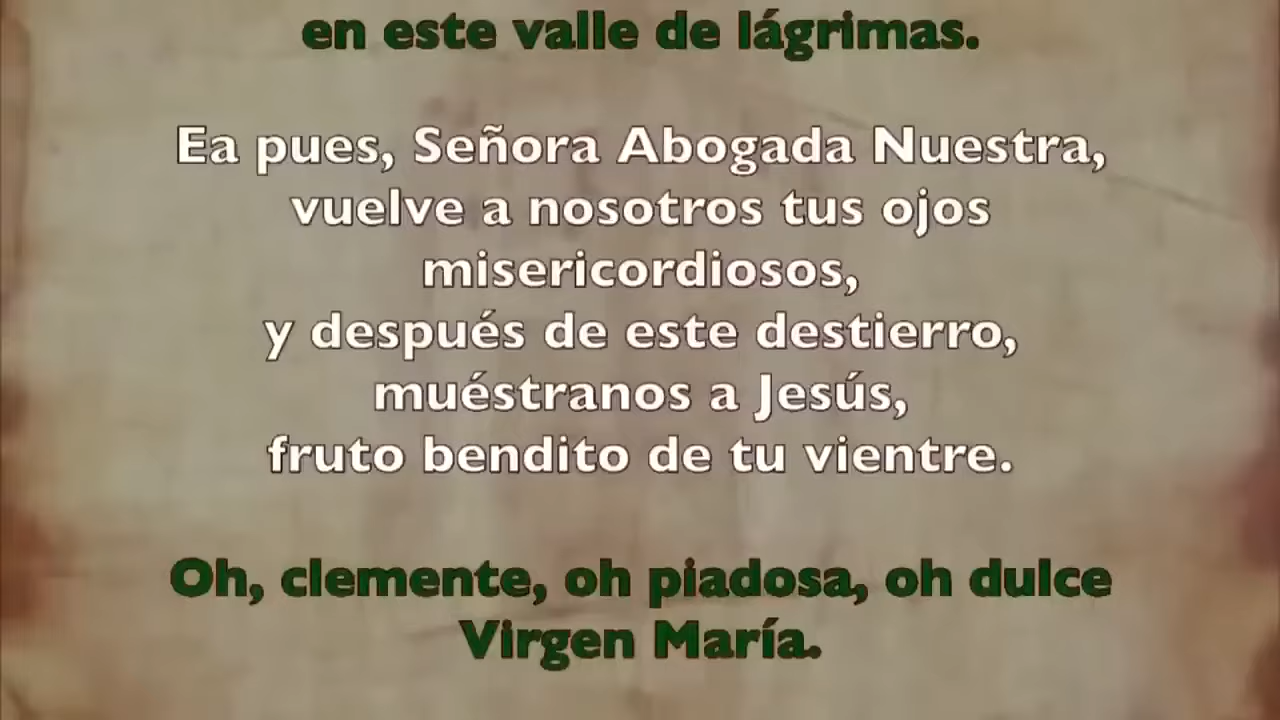 en este valle de lágrimas.
Ea pues, Señora Abogada Nuestra,
vuelve a nosotros tus ojos
misericordiosos,
y después de este destierro,
muéstranos a Jesús,
fruto bendito de tu vientre.
Oh, clemente, oh piadosa, oh dulce
Virgen María.